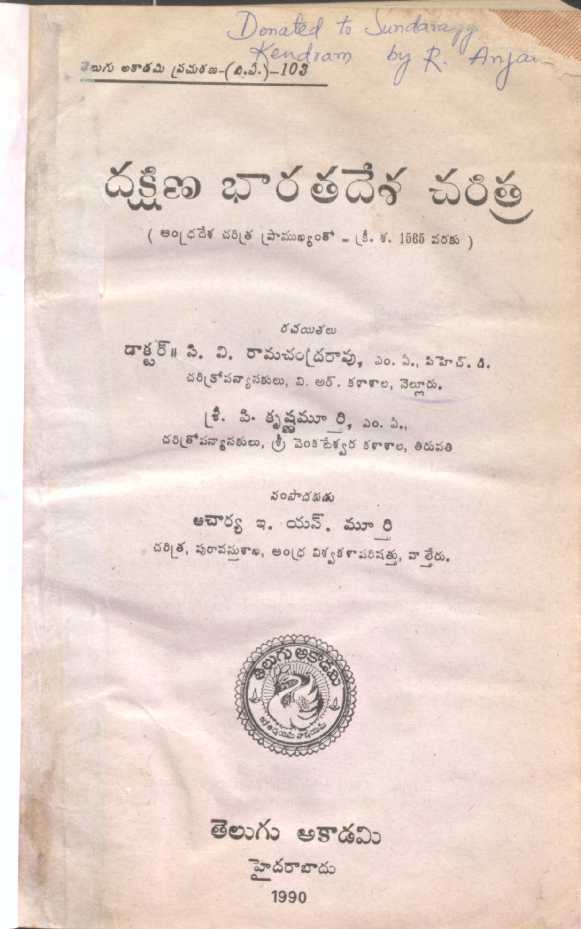 Donated to Sundarayya
Kendram by R. Anjan
తెలుగు అకాడమి ప్రచురణ-(బి.ఏ.)-103
దక్షిణ భారతదేశ చరిత్ర
( ఆంధ్రదేశ చరిత్ర ప్రాముఖ్యంతో - క్రీ. శ. 1565 వరకు )
రచయితలు
డాక్టర్॥ సి. వి. రామచంద్రరావు, ఎం. ఏ., పిహెచ్. డి.
చరిత్రోపన్యాసకులు, వి. ఆర్. కళాశాల, నెల్లూరు.
శ్రీ. పి. కృష్ణమూర్తి, ఎం. ఏ.,
చరిత్రోపన్యాసకులు, శ్రీ వెంకటేశ్వర కళాశాల, తిరుపతి
సంపాదకుడు
ఆచార్య ఇ. యన్. మూర్తి
చరిత్ర, పురావస్తుశాఖ, ఆంధ్ర విశ్వకళాపరిషత్తు, వాల్తేరు.
తెలుగు అకాడమి
తెలుగు అకాడమి
హైదరాబాదు
1990